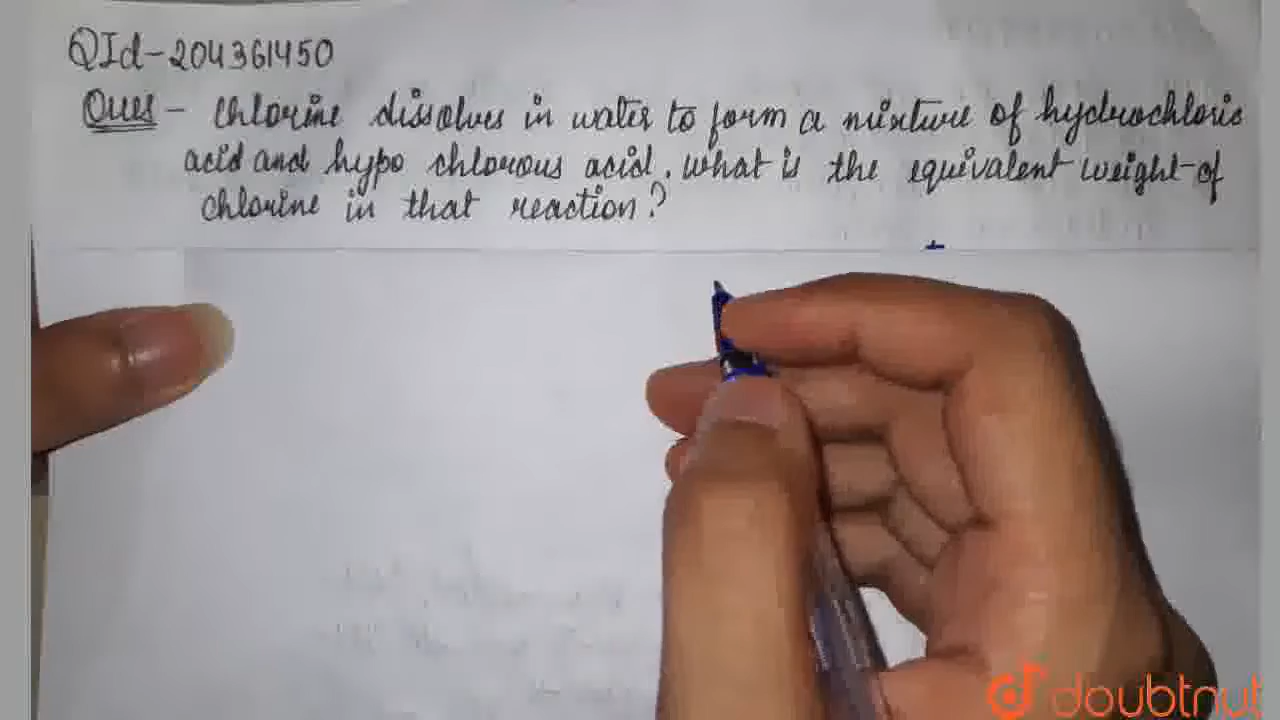 QId-204361450
Ques - Chlorine dissolves in water to form a mixture of hydrochloric
acid and hypo chlorous acid. what is the equivalent weight of
chlorine in that reaction?
doubtnut